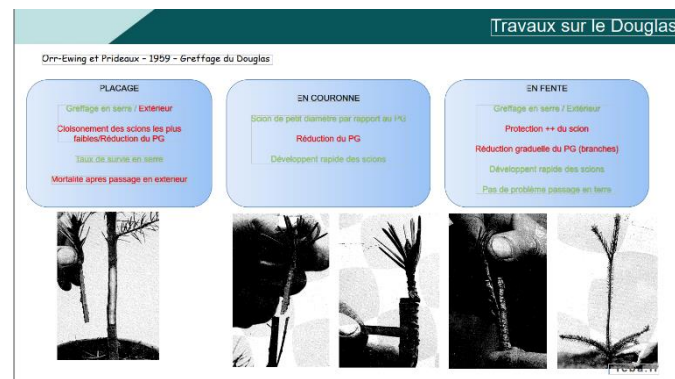 Travaux sur le Douglas
Orr-Ewing et Prideaux - 1959 - Greffage du Douglas
PLACAGE
Greffage en serre / Extérieur
Cloisonement des scions les plus
faibles/Réduction du PG
Taux de survie en serre
Mortalité après passage en exterieur
EN COURONNE
Scion de petit diamètre par rapport au PG
Réduction du PG
Développent rapide des scions
EN FENTE
Greffage en serre / Extérieur
Protection ++ du scion
Réduction graduelle du PG (branches)
Développent rapide des scions
Pas de problème passage en terre